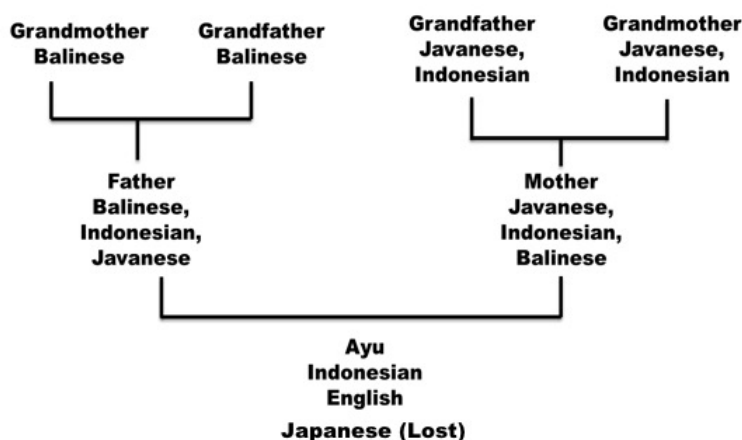 Grandmother
Balinese
Grandfather
Balinese
Grandfather
Javanese,
Indonesian
Grandmother
Javanese,
Indonesian
Father
Balinese,
Indonesian,
Javanese
Mother
Javanese,
Indonesian,
Balinese
Ayu
Indonesian
English
Japanese (Lost)